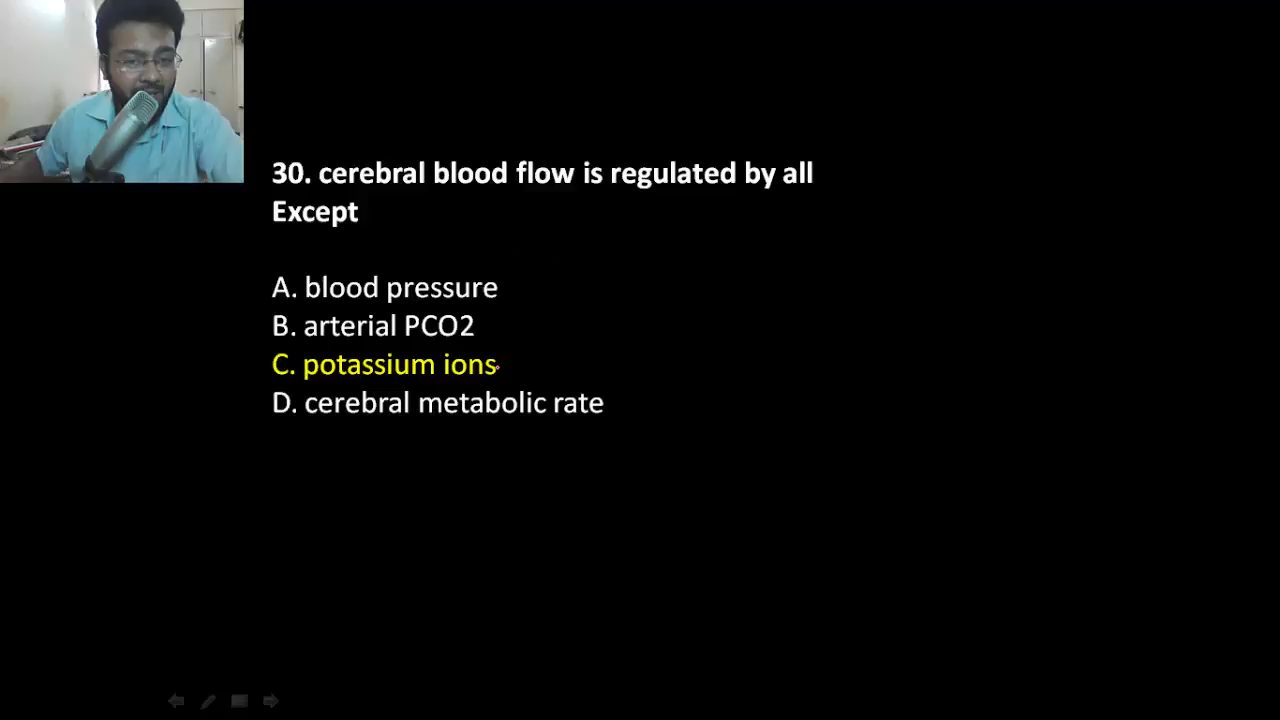 30. cerebral blood flow is regulated by all
Except
A. blood pressure
B. arterial PCO2
C. potassium ions
D. cerebral metabolic rate